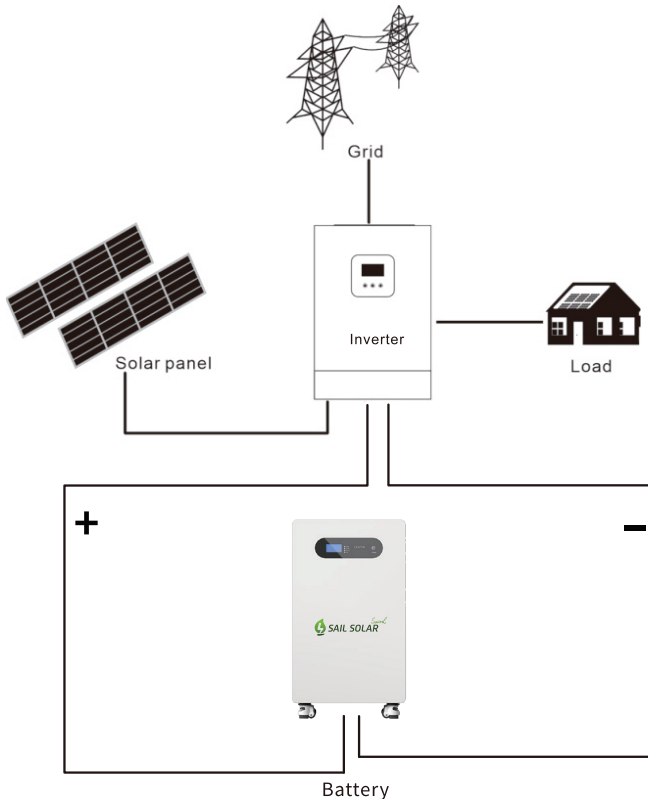 Grid
Inverter
Solar panel
Load
+
−
SAIL SOLAR
Battery